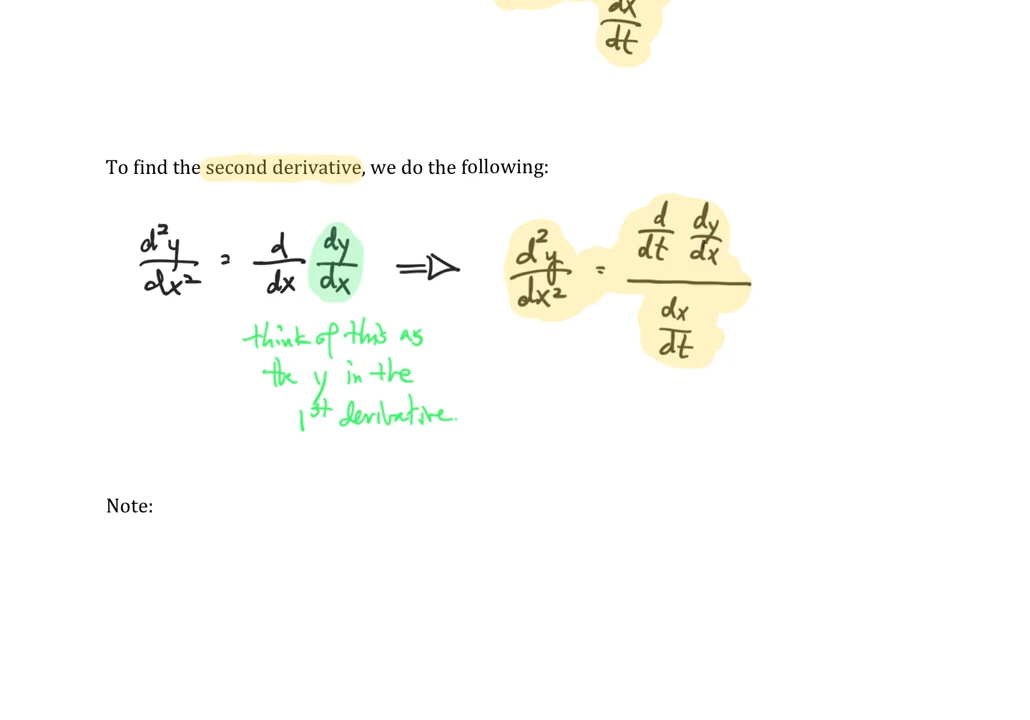 dx
dt
To find the second derivative, we do the following:
d²y/dx² = d/dx dy/dx ⇒ d²y/dx² = (d/dt dy/dx)/(dx/dt)
think of this as
the y in the
1st derivative.
Note: